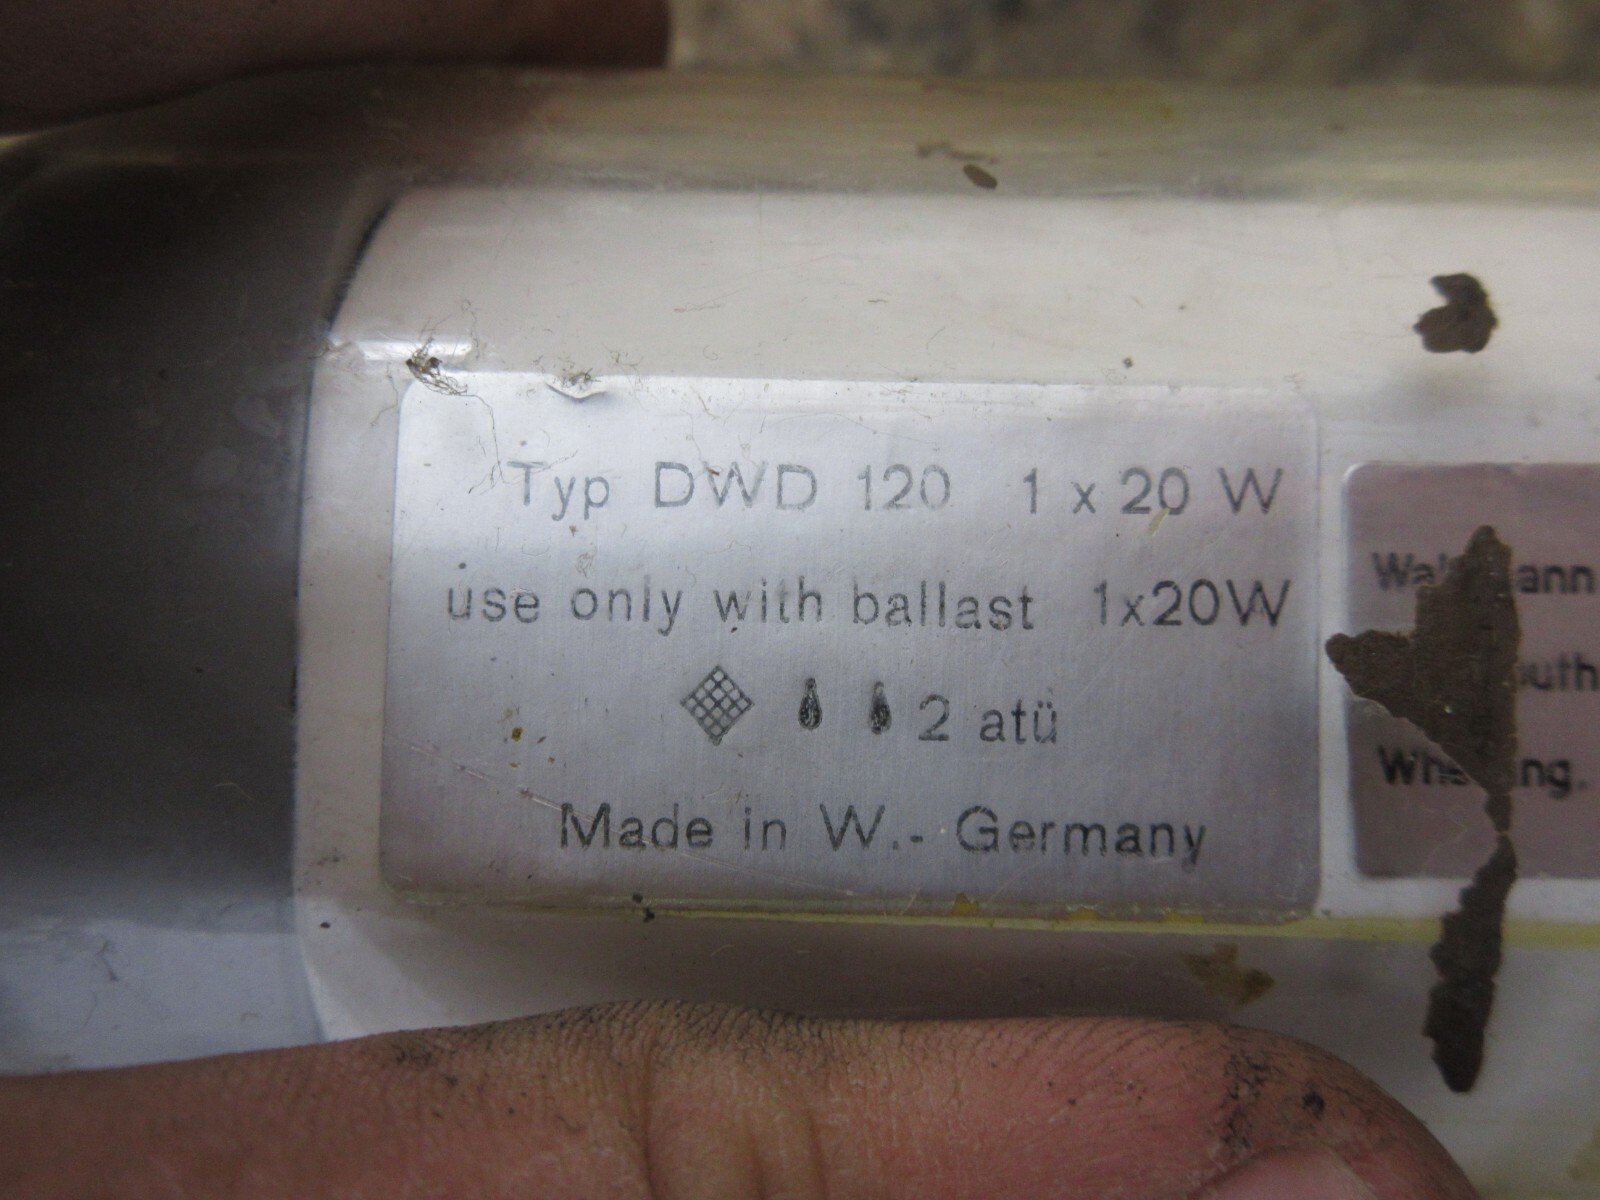 Typ DWD 120 1 x 20 W
use only with ballast 1x20W
2 atü
Made in W.- Germany